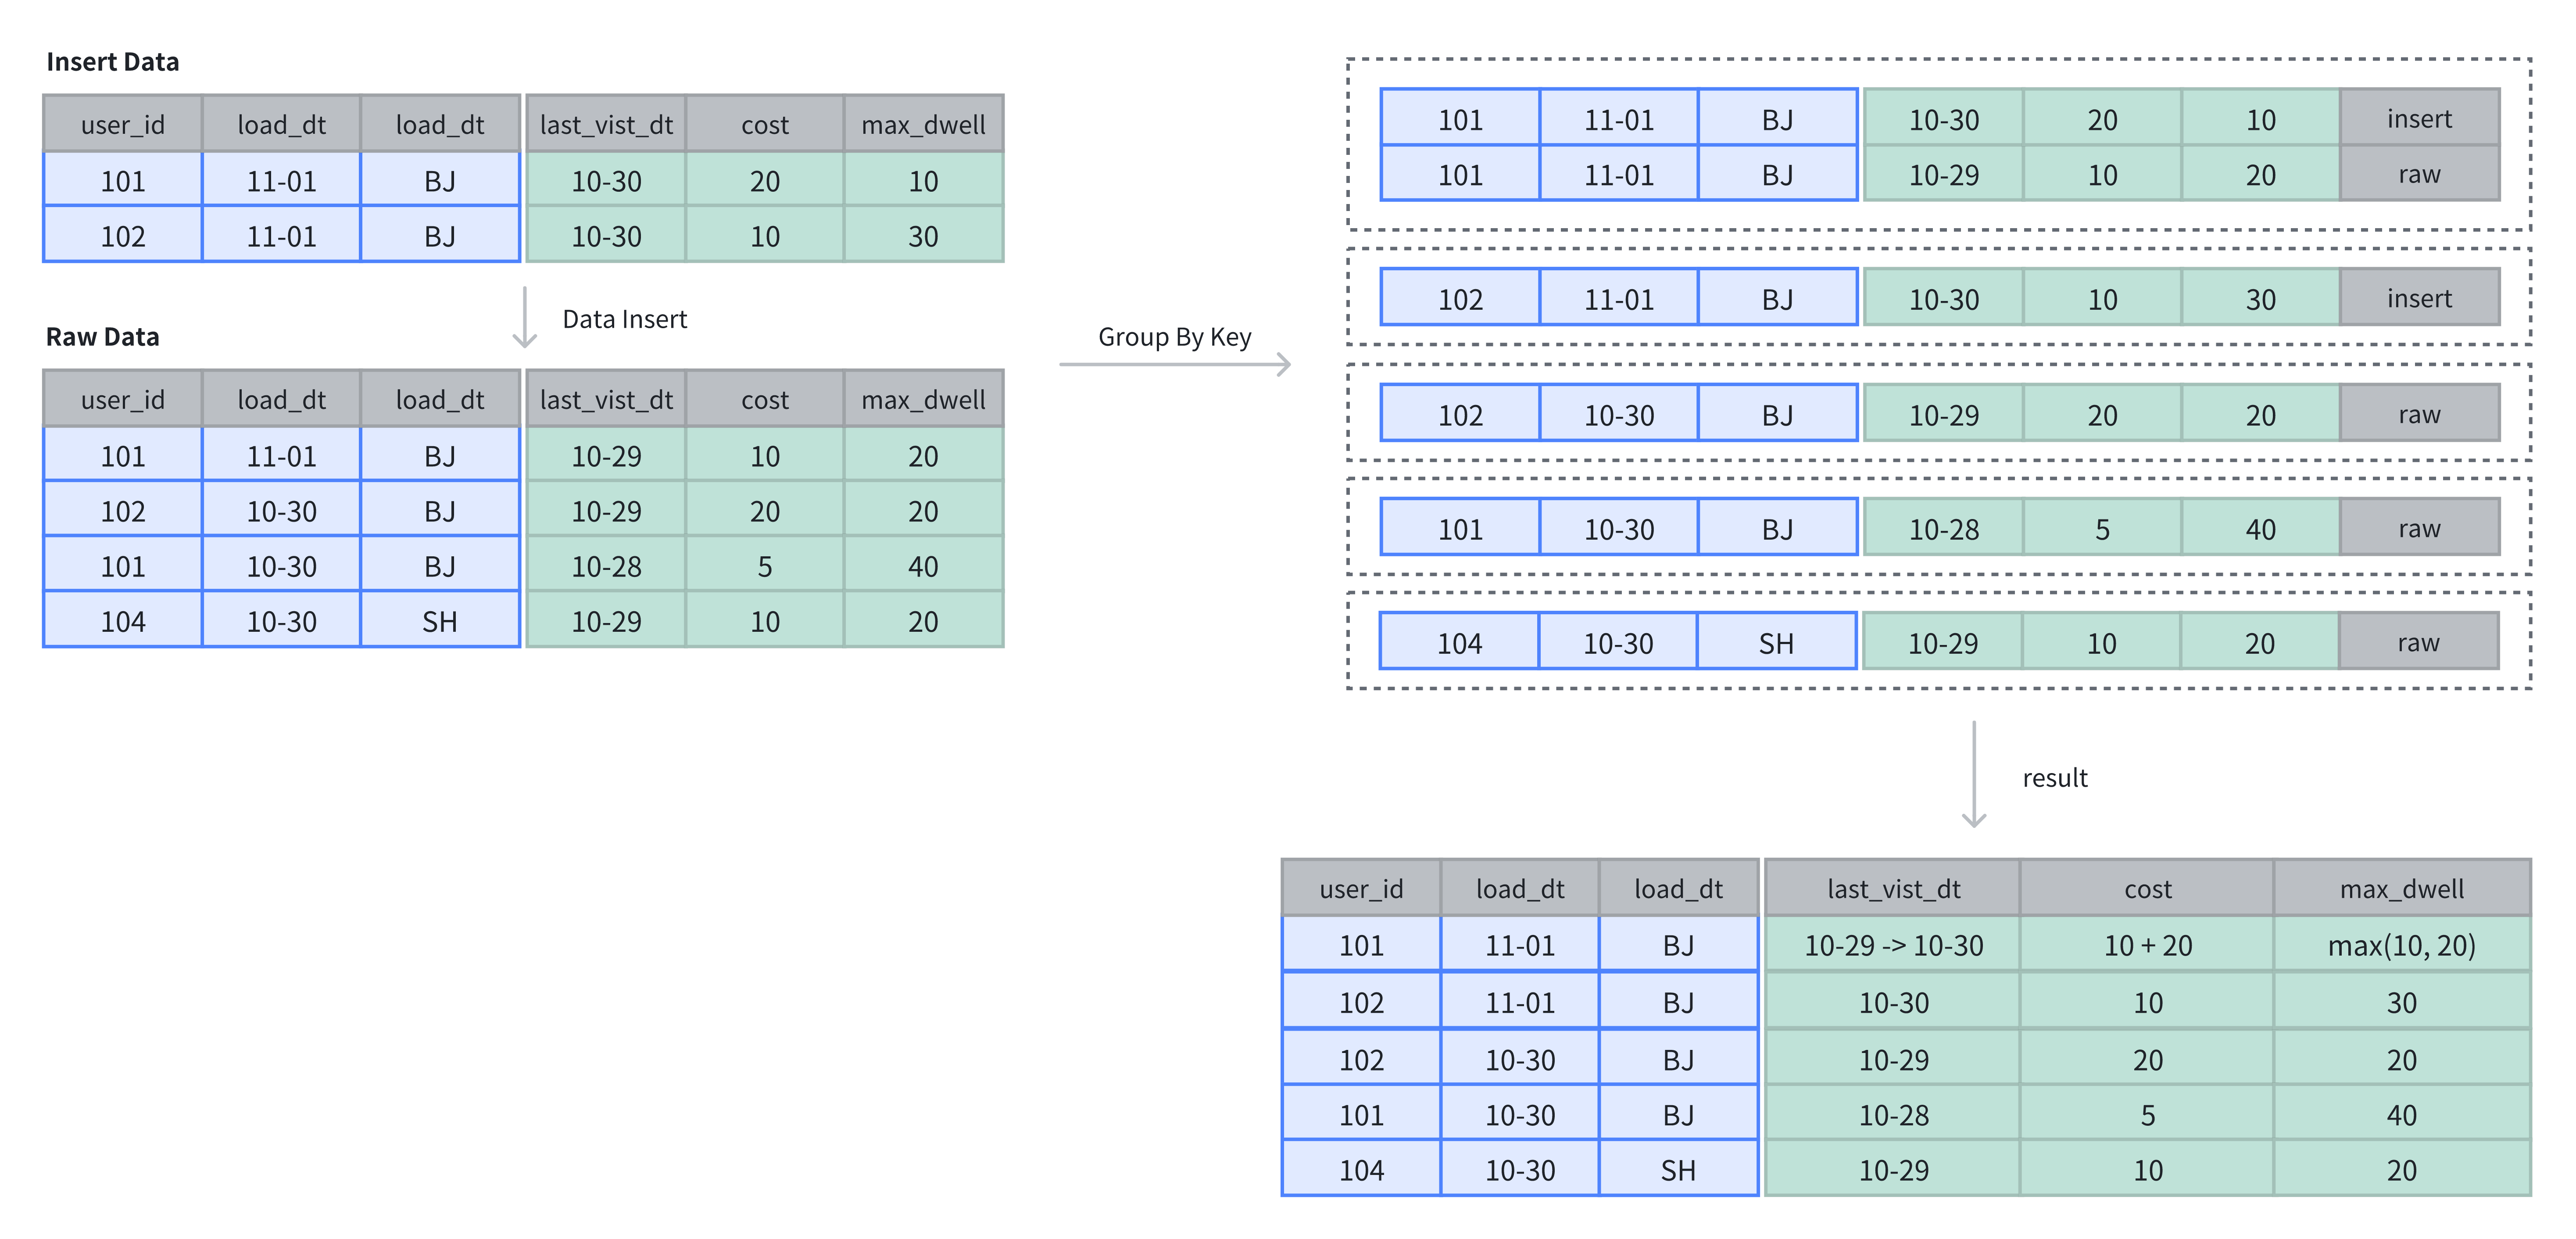 Insert Data
user_id load_dt load_dt last_vist_dt cost max_dwell
101 11-01 BJ 10-30 20 10
102 11-01 BJ 10-30 10 30
Data Insert
Raw Data
user_id load_dt load_dt last_vist_dt cost max_dwell
101 11-01 BJ 10-29 10 20
102 10-30 BJ 10-29 20 20
101 10-30 BJ 10-28 5 40
104 10-30 SH 10-29 10 20
Group By Key
101 11-01 BJ 10-30 20 10 insert
101 11-01 BJ 10-29 10 20 raw
102 11-01 BJ 10-30 10 30 insert
102 10-30 BJ 10-29 20 20 raw
101 10-30 BJ 10-28 5 40 raw
104 10-30 SH 10-29 10 20 raw
result
user_id load_dt load_dt last_vist_dt cost max_dwell
101 11-01 BJ 10-29 -> 10-30 10 + 20 max(10, 20)
102 11-01 BJ 10-30 10 30
102 10-30 BJ 10-29 20 20
101 10-30 BJ 10-28 5 40
104 10-30 SH 10-29 10 20